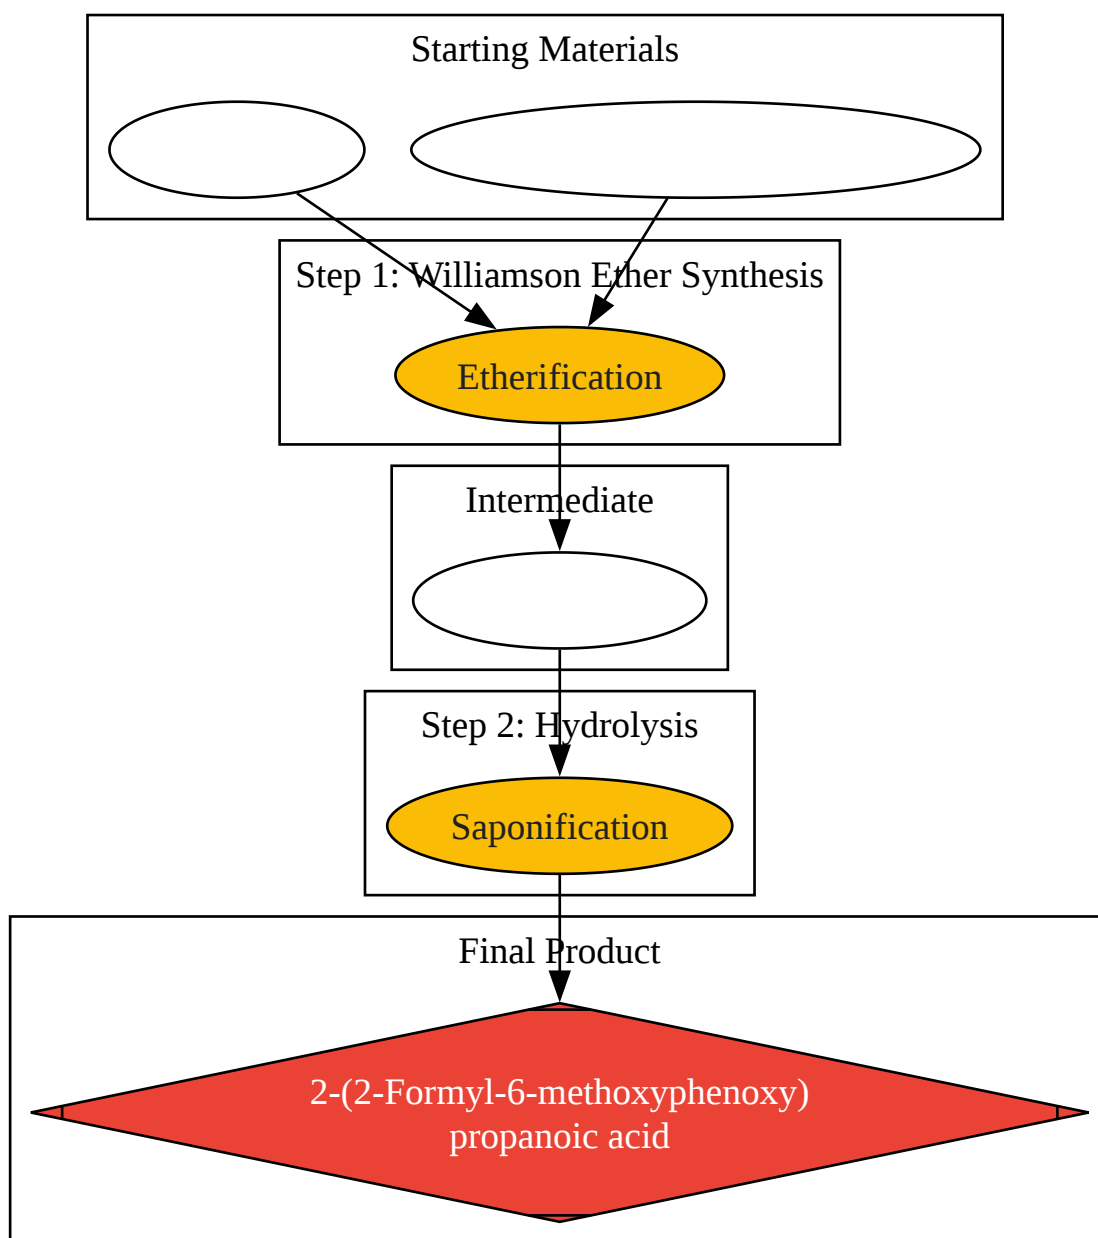 Starting Materials
Step 1: Williamson Ether Synthesis
Etherification
Intermediate
Step 2: Hydrolysis
Saponification
Final Product
2-(2-Formyl-6-methoxyphenoxy)
propanoic acid